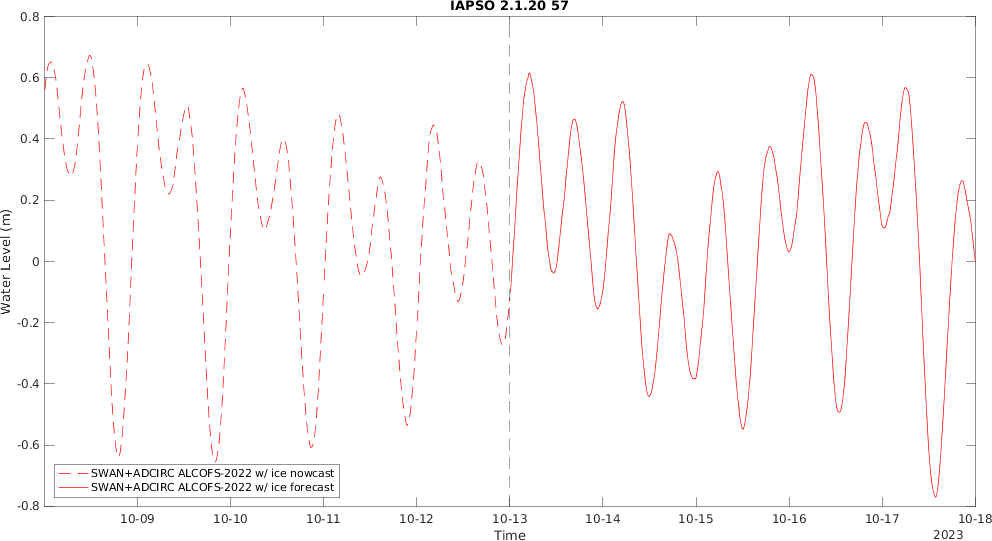 IAPSO 2.1.20 57
Water Level (m)
0.8
0.6
0.4
0.2
0
-0.2
-0.4
-0.6
-0.8
SWAN+ADCIRC ALCOFS-2022 w/ ice nowcast
SWAN+ADCIRC ALCOFS-2022 w/ ice forecast
10-09 10-10 10-11 10-12 10-13 10-14 10-15 10-16 10-17 10-18
Time
2023